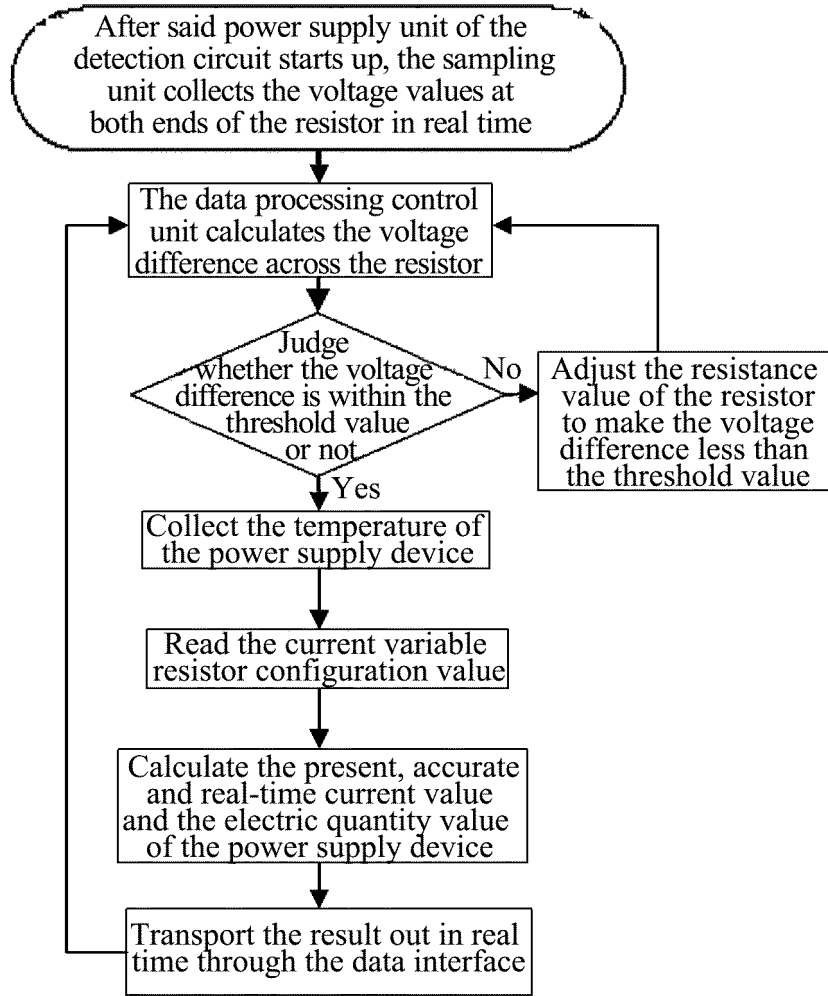 After said power supply unit of the
detection circuit starts up, the sampling
unit collects the voltage values at
both ends of the resistor in real time
The data processing control
unit calculates the voltage
difference across the resistor
Judge
whether the voltage
difference is within the
threshold value
or not
No
Adjust the resistance
value of the resistor
to make the voltage
difference less than
the threshold value
Yes
Collect the temperature of
the power supply device
Read the current variable
resistor configuration value
Calculate the present, accurate
and real-time current value
and the electric quantity value
of the power supply device
Transport the result out in real
time through the data interface